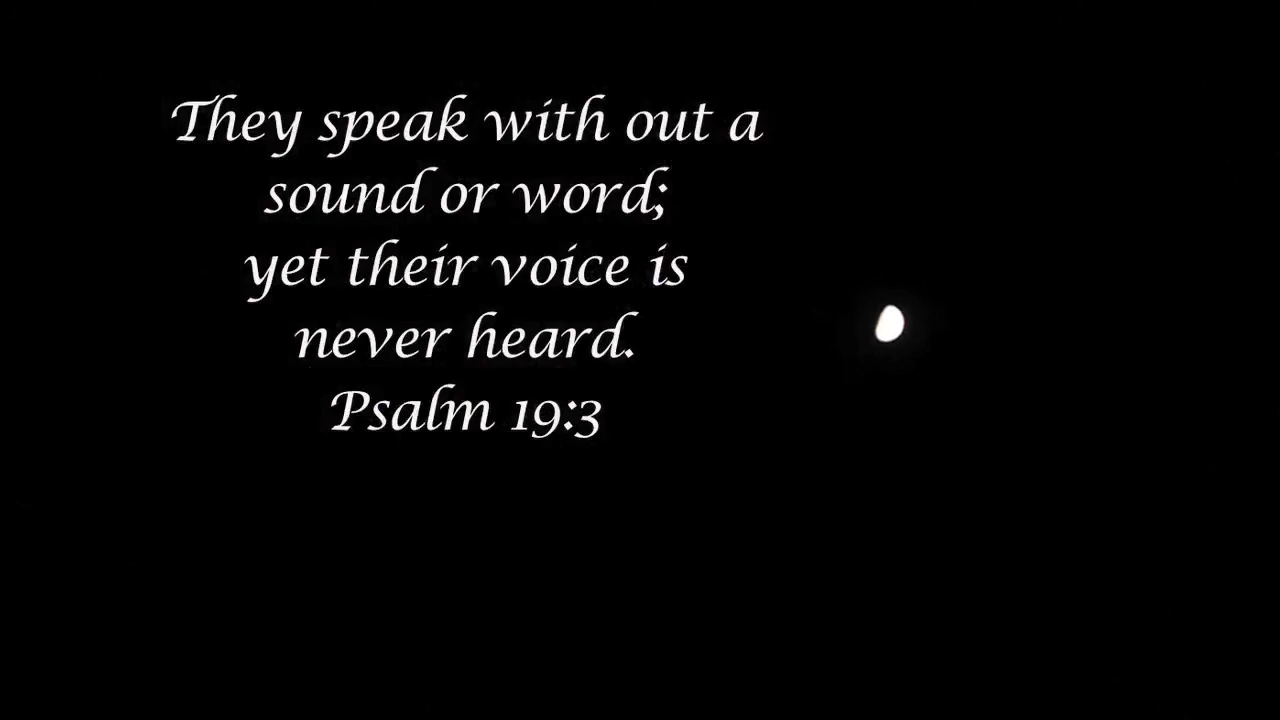 They speak with out a
sound or word;
yet their voice is
never heard.
Psalm 19:3